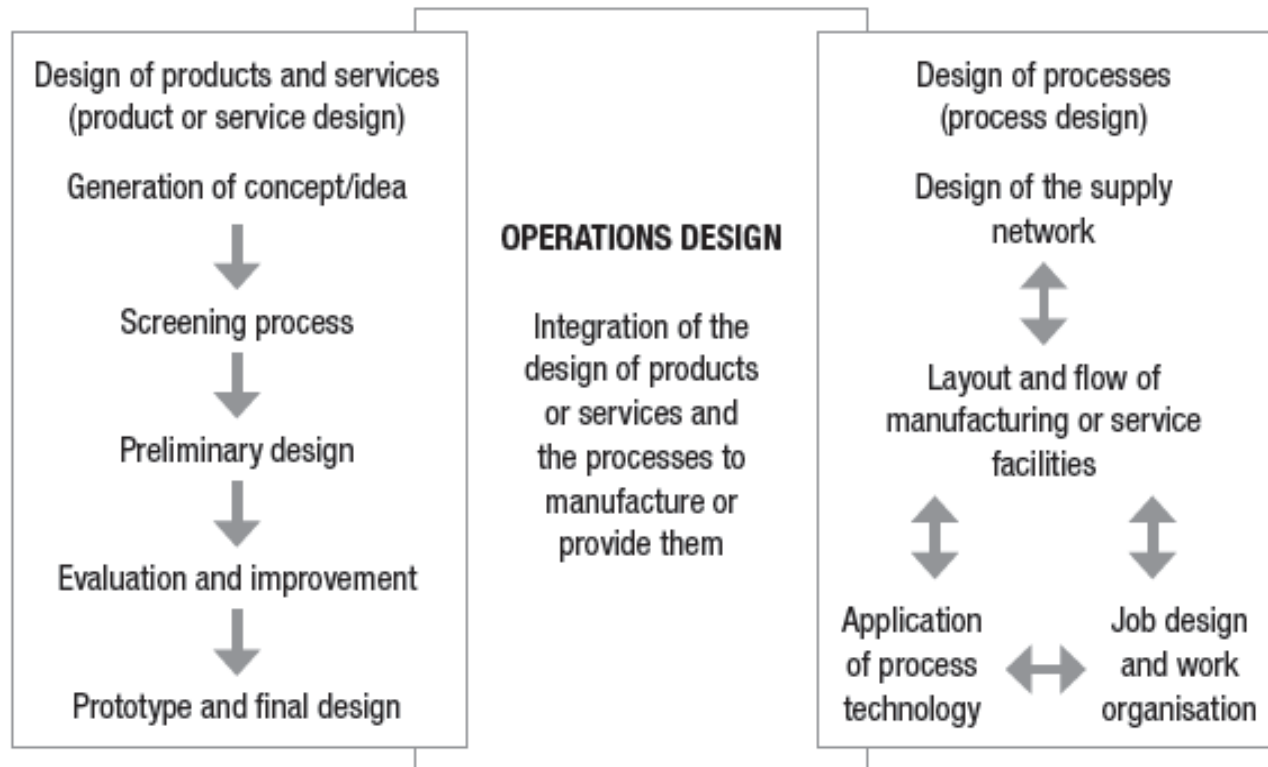 Design of products and services
(product or service design)
Generation of concept/idea
Screening process
Preliminary design
Evaluation and improvement
Prototype and final design
OPERATIONS DESIGN
Integration of the
design of products
or services and
the processes to
manufacture or
provide them
Design of processes
(process design)
Design of the supply
network
Layout and flow of
manufacturing or service
facilities
Application
of process
technology
Job design
and work
organisation